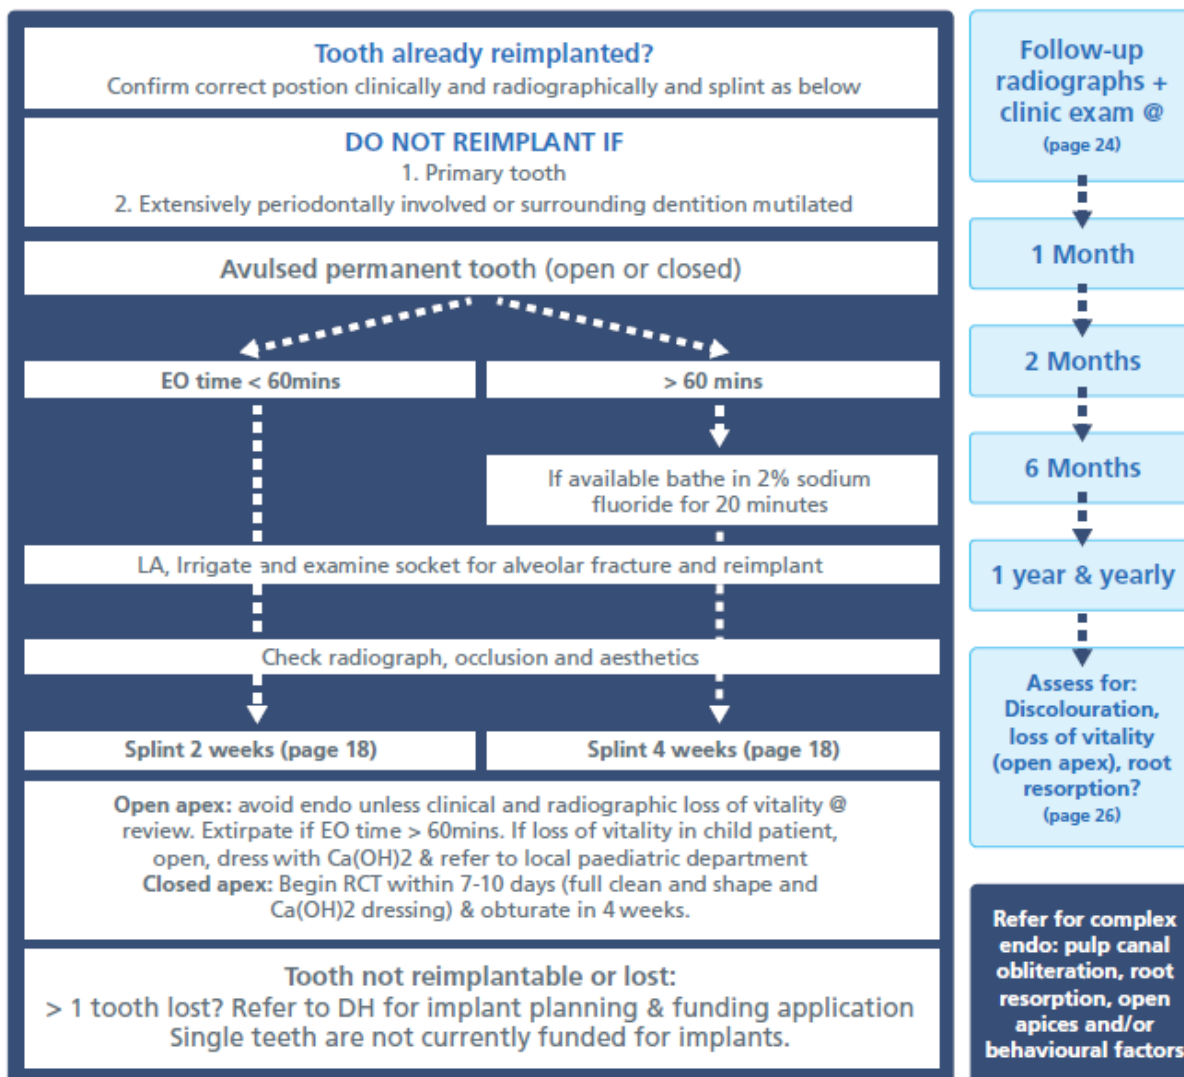 Tooth already reimplanted?
Confirm correct postion clinically and radiographically and splint as below
DO NOT REIMPLANT IF
1. Primary tooth
2. Extensively periodontally involved or surrounding dentition mutilated
Avulsed permanent tooth (open or closed)
EO time < 60mins
> 60 mins
If available bathe in 2% sodium
fluoride for 20 minutes
LA, Irrigate and examine socket for alveolar fracture and reimplant
Check radiograph, occlusion and aesthetics
Splint 2 weeks (page 18)
Splint 4 weeks (page 18)
Open apex: avoid endo unless clinical and radiographic loss of vitality @
review. Extirpate if EO time > 60mins. If loss of vitality in child patient,
open, dress with Ca(OH)2 & refer to local paediatric department
Closed apex: Begin RCT within 7-10 days (full clean and shape and
Ca(OH)2 dressing) & obturate in 4 weeks.
Tooth not reimplantable or lost:
> 1 tooth lost? Refer to DH for implant planning & funding application
Single teeth are not currently funded for implants.
Follow-up
radiographs +
clinic exam @
(page 24)
1 Month
2 Months
6 Months
1 year & yearly
Assess for:
Discolouration,
loss of vitality
(open apex), root
resorption?
(page 26)
Refer for complex
endo: pulp canal
obliteration, root
resorption, open
apices and/or
behavioural factors